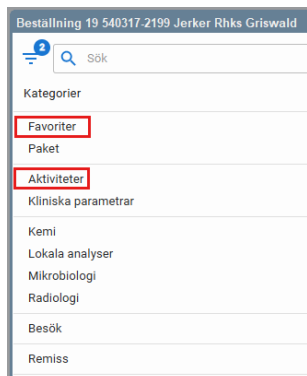 Beställning 19 540317-2199 Jerker Rhks Griswald
2
Sök
Kategorier
Favoriter
Paket
Aktiviteter
Kliniska parametrar
Kemi
Lokala analyser
Mikrobiologi
Radiologi
Besök
Remiss